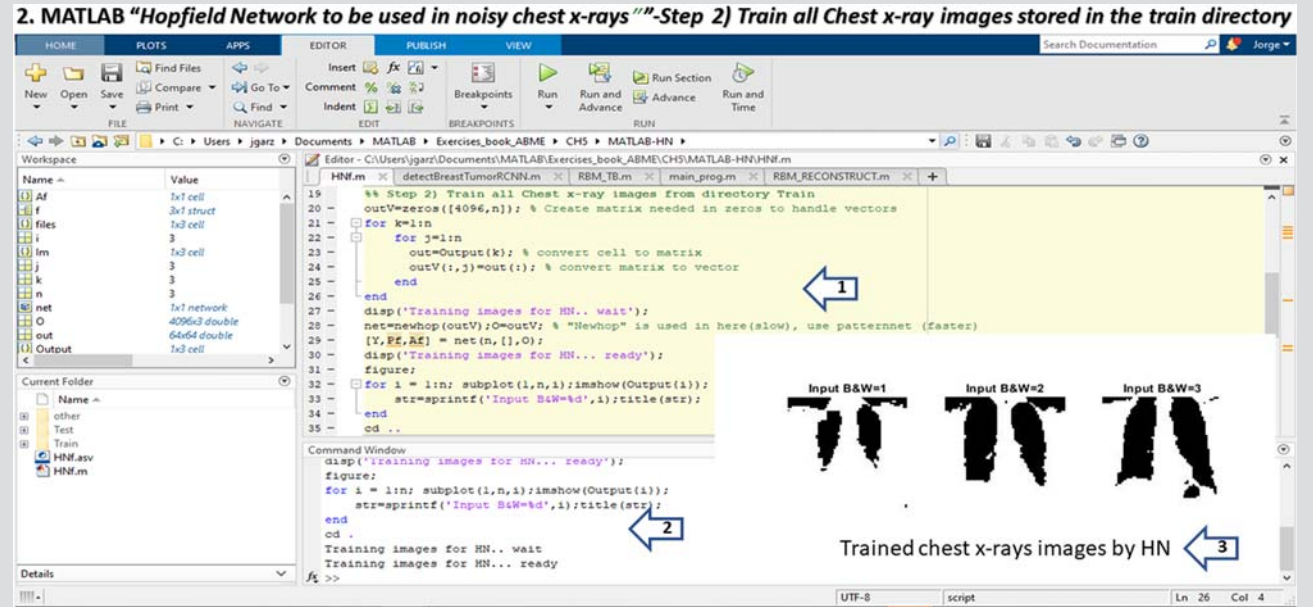 2. MATLAB “Hopfield Network to be used in noisy chest x-rays″”-Step 2) Train all Chest x-ray images stored in the train directory
HOME PLOTS APPS EDITOR PUBLISH VIEW Search Documentation Jorge
New Open Save Find Files Compare Print Go To Find Insert fx Comment % Indent Breakpoints Run Run and Advance Run Section Advance Run and Time
FILE NAVIGATE EDIT BREAKPOINTS RUN
C: Users jgarz Documents MATLAB Exercises_book_ABME CH5 MATLAB-HN
Workspace
Name Value
Af 1x1 cell
f 3x1 struct
files 1x3 cell
i 3
Im 1x3 cell
j 3
k 3
n 3
net 1x1 network
O 4096x3 double
out 64x64 double
Output 1x3 cell
Current Folder
Name
other
Test
Train
HNf.asv
HNf.m
Details
Editor - C:\Users\jgarz\Documents\MATLAB\Exercises_book_ABME\CH5\MATLAB-HN\HNf.m
HNf.m detectBreastTumorRCNN.m RBM_TB.m main_prog.m RBM_RECONSTRUCT.m +
19 %% Step 2) Train all Chest x-ray images from directory Train
20 - outV=zeros([4096,n]); % Create matrix needed in zeros to handle vectors
21 - for k=1:n
22 - for j=1:n
23 - out=Output{k}; % convert cell to matrix
24 - outV(:,j)=out(:); % convert matrix to vector
25 - end
26 - end
27 - disp('Training images for HN.. wait');
28 - net=newhop(outV);O=outV; % "Newhop" is used in here(slow), use patternnet (faster)
29 - [Y,Pf,Af] = net(n,[],O);
30 - disp('Training images for HN... ready');
31 - figure;
32 - for i = 1:n; subplot(1,n,i);imshow(Output{i});
33 - str=sprintf('Input B&W=%d',i);title(str);
34 - end
35 - cd ..
1
Command Window
disp('Training images for HN... ready');
figure;
for i = 1:n; subplot(1,n,i);imshow(Output{i});
str=sprintf('Input B&W=%d',i);title(str);
end
cd .
Training images for HN.. wait
Training images for HN... ready
fx >>
2
Input B&W=1 Input B&W=2 Input B&W=3
Trained chest x-rays images by HN 3
UTF-8 script Ln 26 Col 4